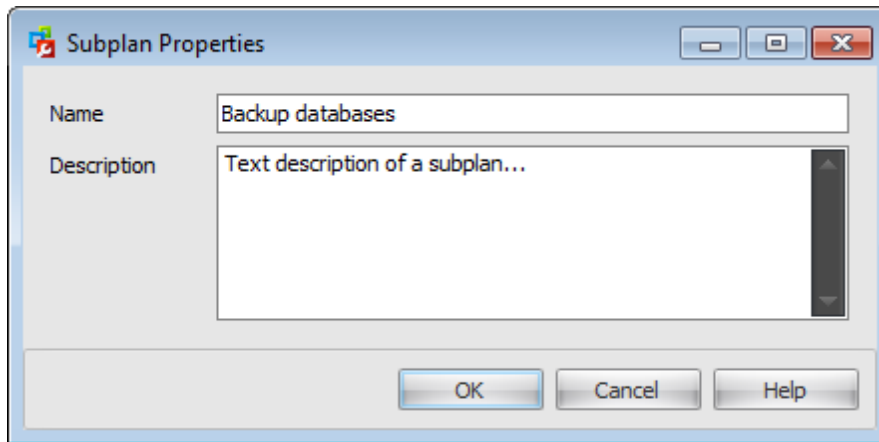 Subplan Properties
Name
Backup databases
Description
Text description of a subplan...
OK
Cancel
Help